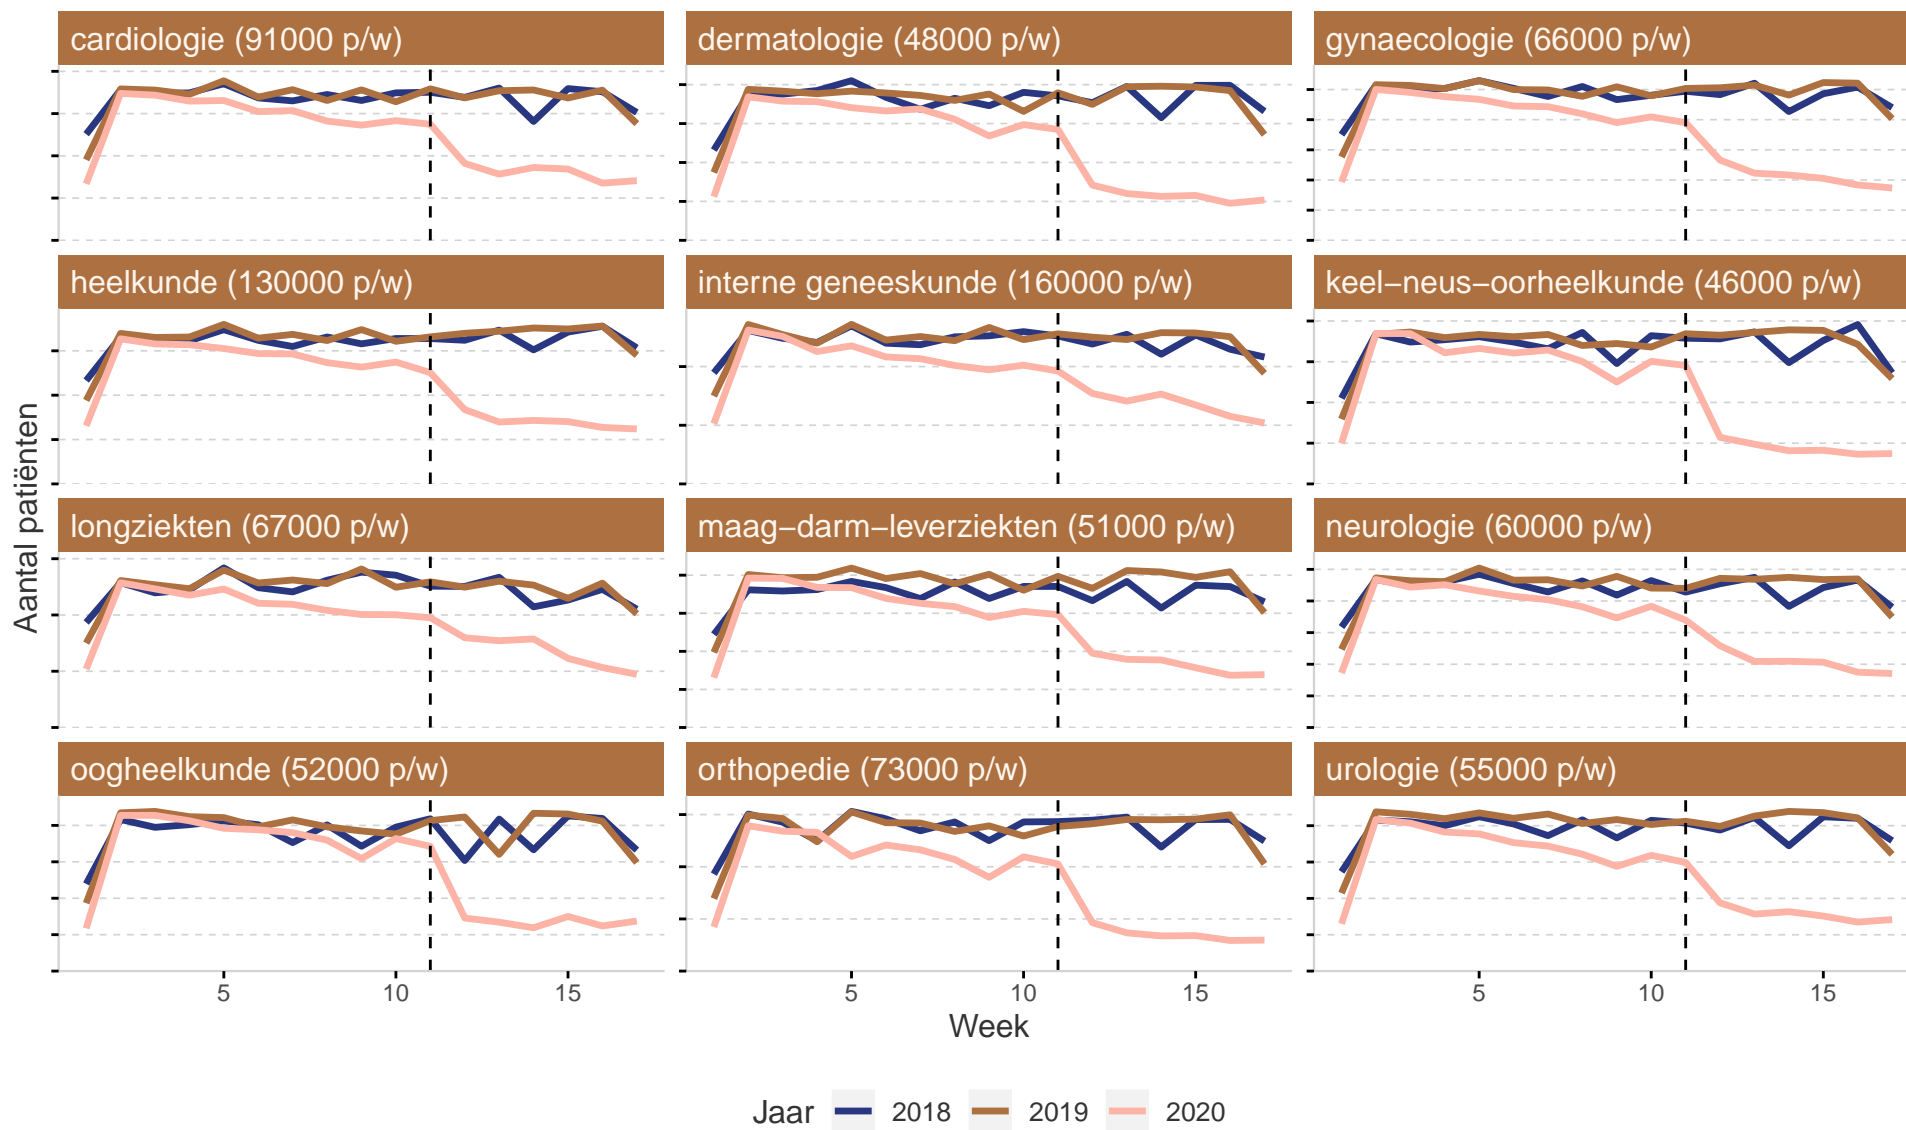 cardiologie (91000 p/w)
dermatologie (48000 p/w)
gynaecologie (66000 p/w)
heelkunde (130000 p/w)
interne geneeskunde (160000 p/w)
keel−neus−oorheelkunde (46000 p/w)
longziekten (67000 p/w)
maag−darm−leverziekten (51000 p/w)
neurologie (60000 p/w)
oogheelkunde (52000 p/w)
orthopedie (73000 p/w)
urologie (55000 p/w)
Aantal patiënten
5 10 15
5 10 15
5 10 15
Week
Jaar 2018 2019 2020